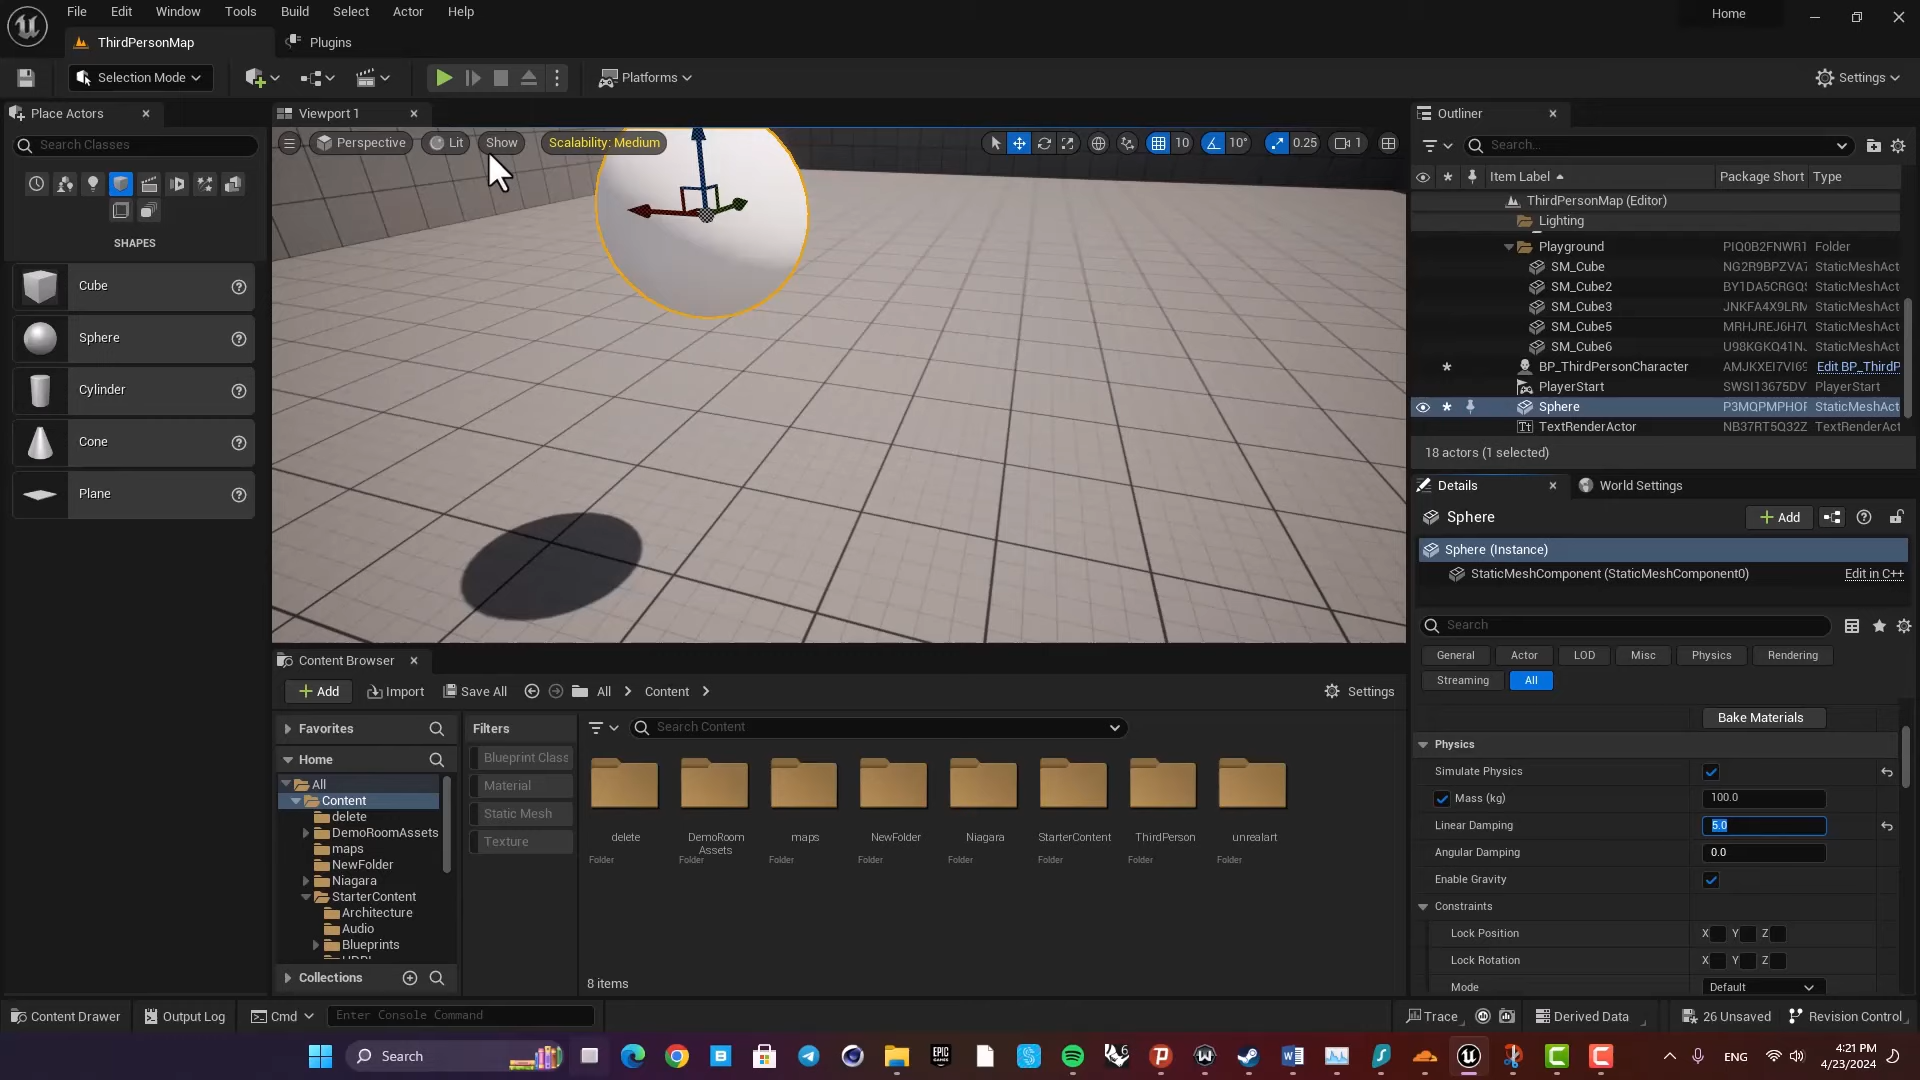 File Edit Window Tools Build Select Actor Help
Home
ThirdPersonMap
Plugins
Selection Mode
Platforms
Settings
Place Actors
Search Classes
SHAPES
Cube
Sphere
Cylinder
Cone
Plane
Viewport 1
Perspective
Lit
Show
Scalability: Medium
10
10°
0.25
1
Outliner
Search...
Item Label
Package Short
Type
ThirdPersonMap (Editor)
Lighting
Playground PIQ0B2FNWR1 Folder
SM_Cube NG2R9BPZVA7 StaticMeshAct
SM_Cube2 BY1DA5CRGQS StaticMeshAct
SM_Cube3 JNKFA4X9LRM StaticMeshAct
SM_Cube5 MRHJREJ6H7U StaticMeshAct
SM_Cube6 U98KGKQ41N StaticMeshAct
BP_ThirdPersonCharacter AMJKXEI7VI69 Edit BP_ThirdP
PlayerStart SWSI13675DV PlayerStart
Sphere P3MQPMPHO StaticMeshAct
TextRenderActor NB37RT5Q32Z TextRenderAct
18 actors (1 selected)
Details
World Settings
Sphere
Add
Sphere (Instance)
StaticMeshComponent (StaticMeshComponent0)
Edit in C++
Search
General Actor LOD Misc Physics Rendering
Streaming All
Bake Materials
Physics
Simulate Physics
Mass (kg) 100.0
Linear Damping 5.0
Angular Damping 0.0
Enable Gravity
Constraints
Lock Position X Y Z
Lock Rotation X Y Z
Mode Default
Content Browser
Add
Import
Save All
All
Content
Settings
Favorites
Home
All
Content
delete
DemoRoomAssets
maps
NewFolder
Niagara
StarterContent
Architecture
Audio
Blueprints
Collections
Filters
Blueprint Class
Material
Static Mesh
Texture
Search Content
delete
Folder
DemoRoom
Assets
Folder
maps
Folder
NewFolder
Folder
Niagara
Folder
StarterContent
Folder
ThirdPerson
Folder
unrealart
Folder
8 items
Content Drawer
Output Log
Cmd
Enter Console Command
Trace
Derived Data
26 Unsaved
Revision Control
Search
EPIC
GAMES
ENG
4:21 PM
4/23/2024